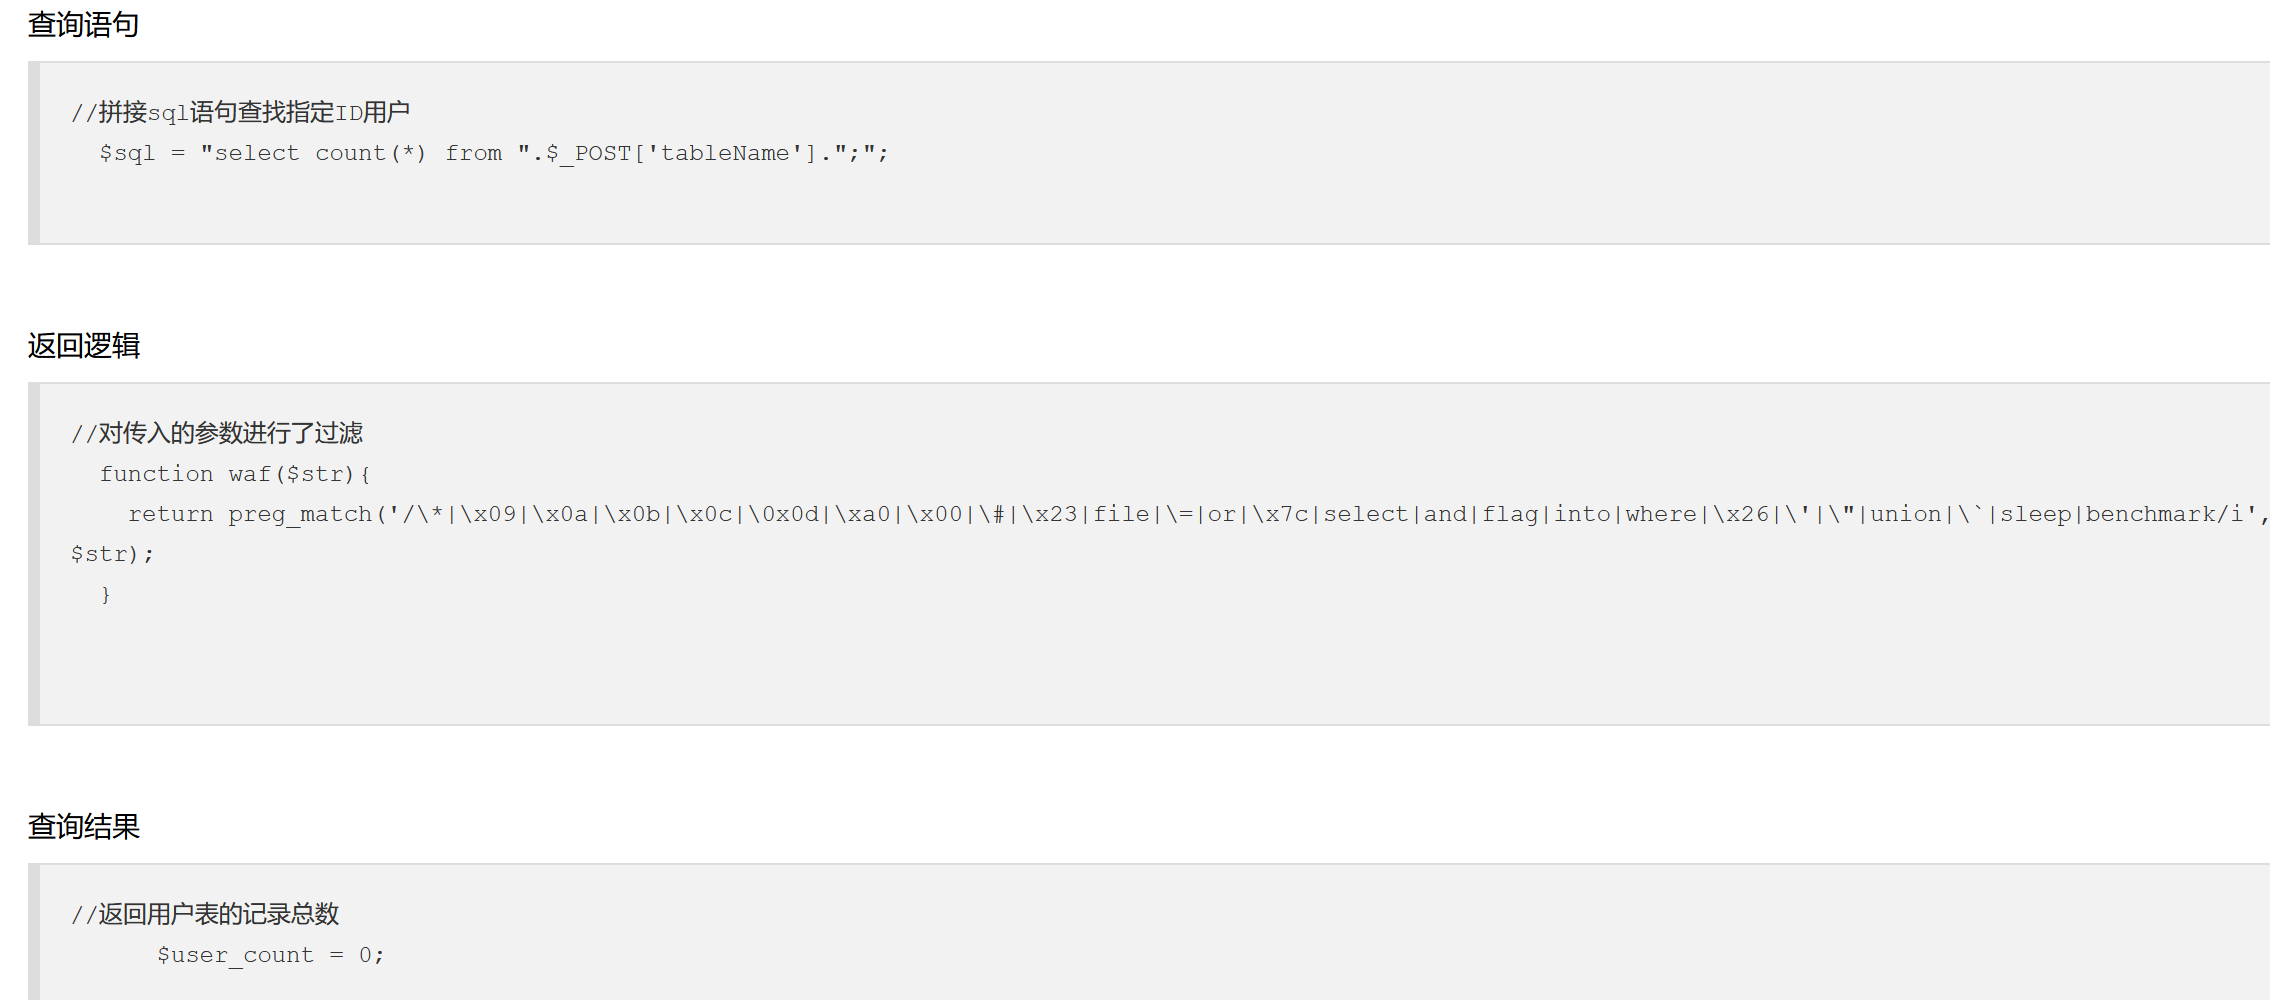 查询语句
//拼接sql语句查找指定ID用户
$sql = "select count(*) from ".$_POST['tableName'].";";
返回逻辑
//对传入的参数进行了过滤
function waf($str){
return preg_match('/\*|\x09|\x0a|\x0b|\x0c|\0x0d|\xa0|\x00|\#|\x23|file|\=|or|\x7c|select|and|flag|into|where|\x26|\'|\"|union|\`|sleep|benchmark/i',
$str);
}
查询结果
//返回用户表的记录总数
$user_count = 0;